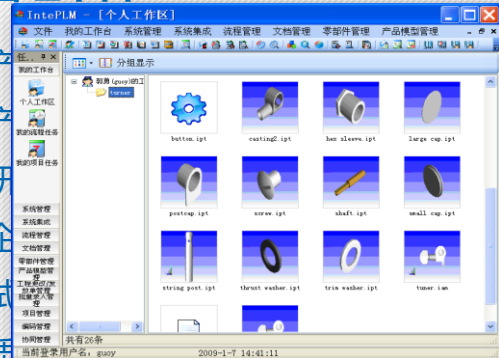 IntePLM - [个人工作区]
文件 我的工作台 系统管理 系统集成 流程管理 文档管理 零部件管理 产品模型管理
任..
分组显示
我的工作台
个人工作区
我的流程任务
我的项目任务
系统管理
系统集成
流程管理
文档管理
零部件管理
产品模型管理
项目管理
编码管理
协同管理
郭勇(guoy)的工
turner
button.ipt casting2.ipt hex sleeve.ipt large cap.ipt
postcap.ipt screw.ipt shaft.ipt small cap.ipt
string post.ipt thrust washer.ipt trim washer.ipt tuner.iam
共有26条
当前登录用户名: guoy 2009-1-7 14:41:11